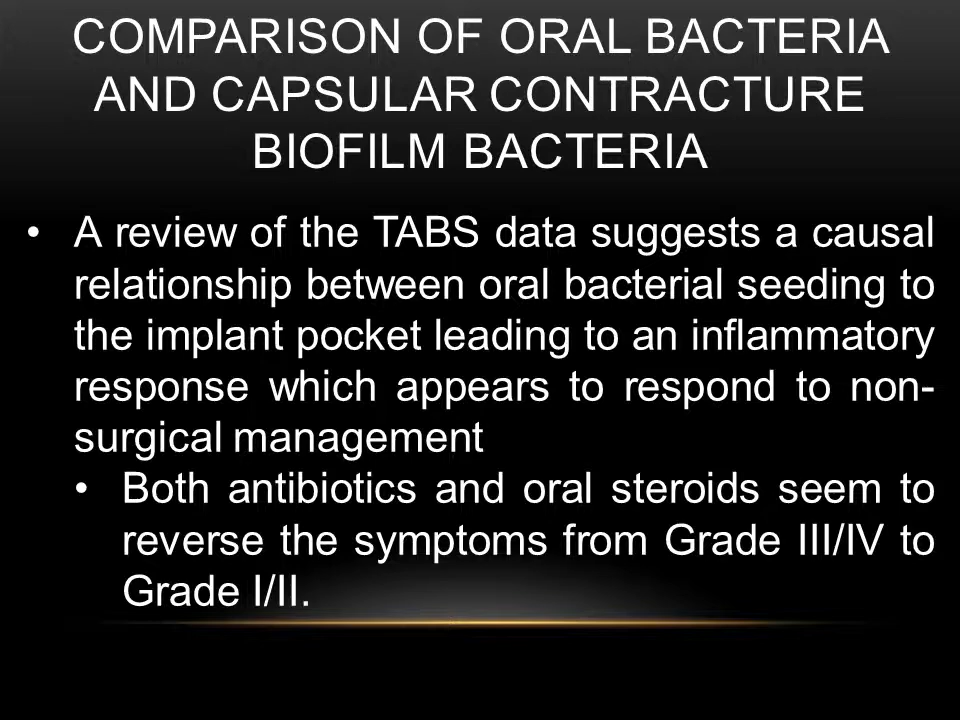 COMPARISON OF ORAL BACTERIA
AND CAPSULAR CONTRACTURE
BIOFILM BACTERIA
• A review of the TABS data suggests a causal
relationship between oral bacterial seeding to
the implant pocket leading to an inflammatory
response which appears to respond to non-
surgical management
• Both antibiotics and oral steroids seem to
reverse the symptoms from Grade III/IV to
Grade I/II.